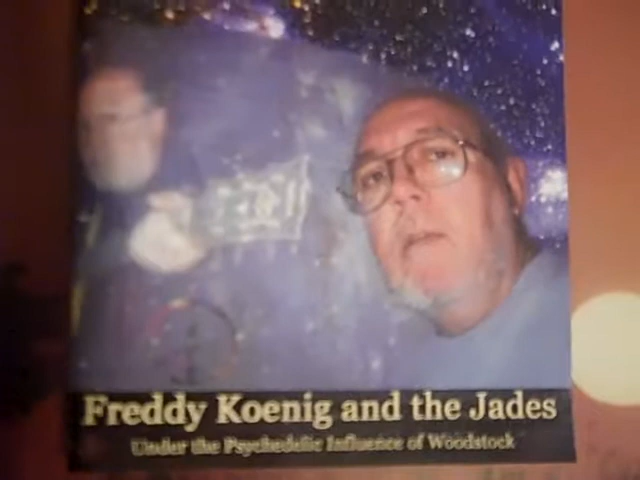 Freddy Koenig and the Jades
Under the Psychedelic Influence of Woodstock